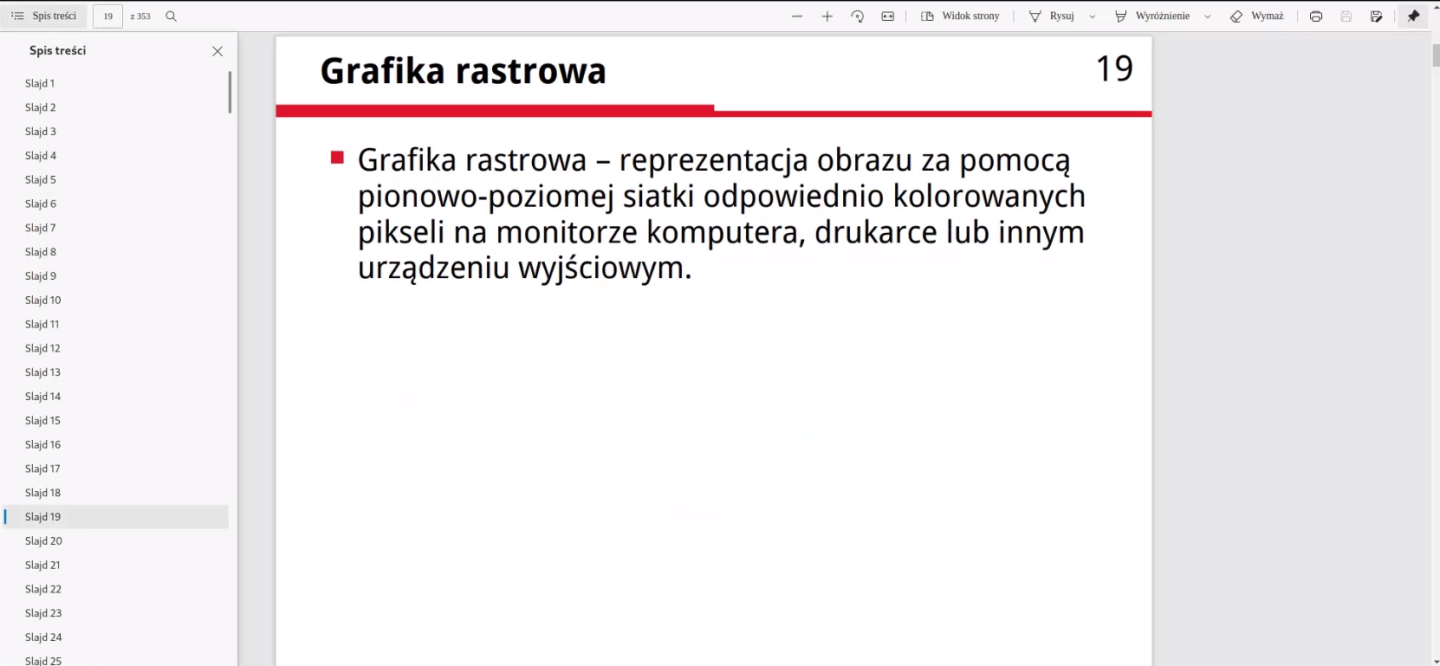 Spis treści
19
z 353
Widok strony
Rysuj
Wyróżnienie
Wymaż
Spis treści
Slajd 1
Slajd 2
Slajd 3
Slajd 4
Slajd 5
Slajd 6
Slajd 7
Slajd 8
Slajd 9
Slajd 10
Slajd 11
Slajd 12
Slajd 13
Slajd 14
Slajd 15
Slajd 16
Slajd 17
Slajd 18
Slajd 19
Slajd 20
Slajd 21
Slajd 22
Slajd 23
Slajd 24
Slajd 25
Grafika rastrowa
19
Grafika rastrowa – reprezentacja obrazu za pomocą
pionowo-poziomej siatki odpowiednio kolorowanych
pikseli na monitorze komputera, drukarce lub innym
urządzeniu wyjściowym.